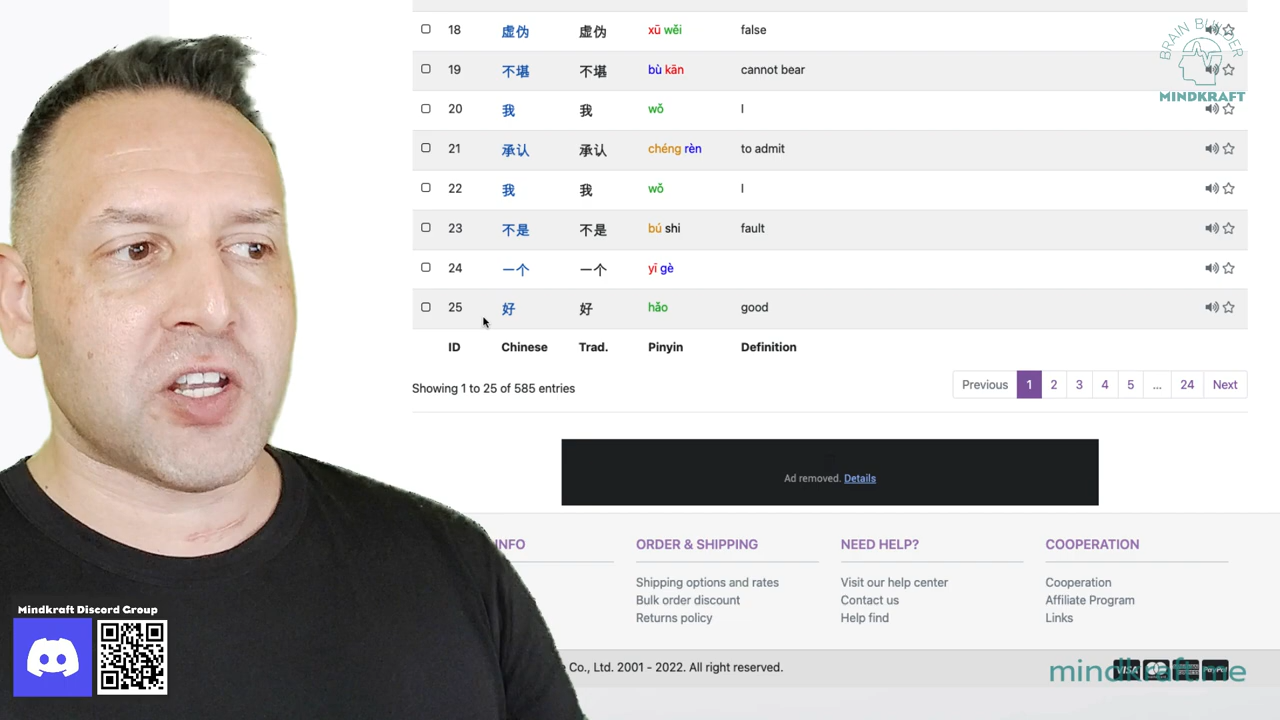 18 虚伪 虚伪 xū wěi false
19 不堪 不堪 bù kān cannot bear
20 我 我 wǒ I
21 承认 承认 chéng rèn to admit
22 我 我 wǒ I
23 不是 不是 bú shi fault
24 一个 一个 yī gè
25 好 好 hǎo good
ID Chinese Trad. Pinyin Definition
Showing 1 to 25 of 585 entries
Previous 1 2 3 4 5 ... 24 Next
Ad removed. Details
INFO ORDER & SHIPPING NEED HELP? COOPERATION
Shipping options and rates Visit our help center Cooperation
Bulk order discount Contact us Affiliate Program
Returns policy Help find Links
Co., Ltd. 2001 - 2022. All right reserved.
BRAIN BUILDER
MINDKRAFT
Mindkraft Discord Group
mindkraft.me
VISA